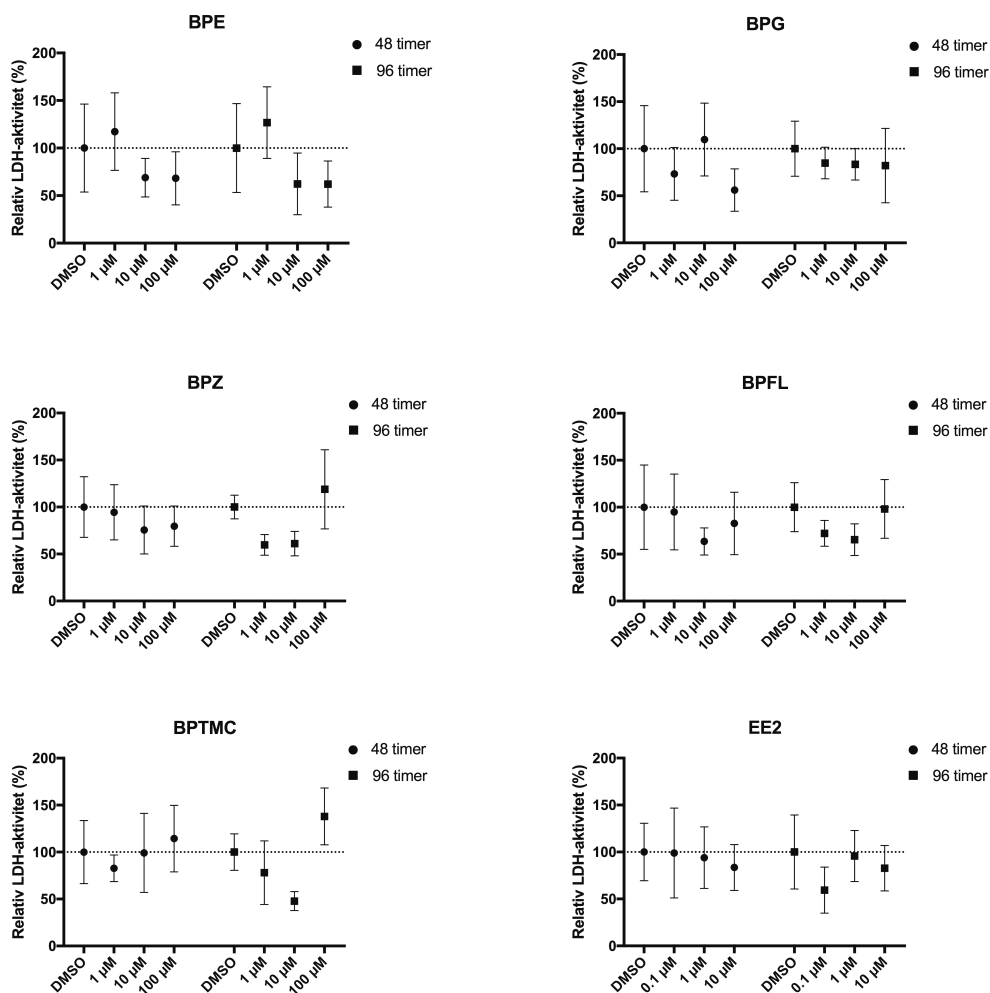 BPE
48 timer
96 timer
Relativ LDH-aktivitet (%)
200
150
100
50
0
DMSO 1 µM 10 µM 100 µM DMSO 1 µM 10 µM 100 µM
BPG
48 timer
96 timer
Relativ LDH-aktivitet (%)
200
150
100
50
0
DMSO 1 µM 10 µM 100 µM DMSO 1 µM 10 µM 100 µM
BPZ
48 timer
96 timer
Relativ LDH-aktivitet (%)
200
150
100
50
0
DMSO 1 µM 10 µM 100 µM DMSO 1 µM 10 µM 100 µM
BPFL
48 timer
96 timer
Relativ LDH-aktivitet (%)
200
150
100
50
0
DMSO 1 µM 10 µM 100 µM DMSO 1 µM 10 µM 100 µM
BPTMC
48 timer
96 timer
Relativ LDH-aktivitet (%)
200
150
100
50
0
DMSO 1 µM 10 µM 100 µM DMSO 1 µM 10 µM 100 µM
EE2
48 timer
96 timer
Relativ LDH-aktivitet (%)
200
150
100
50
0
DMSO 0.1 µM 1 µM 10 µM DMSO 0.1 µM 1 µM 10 µM